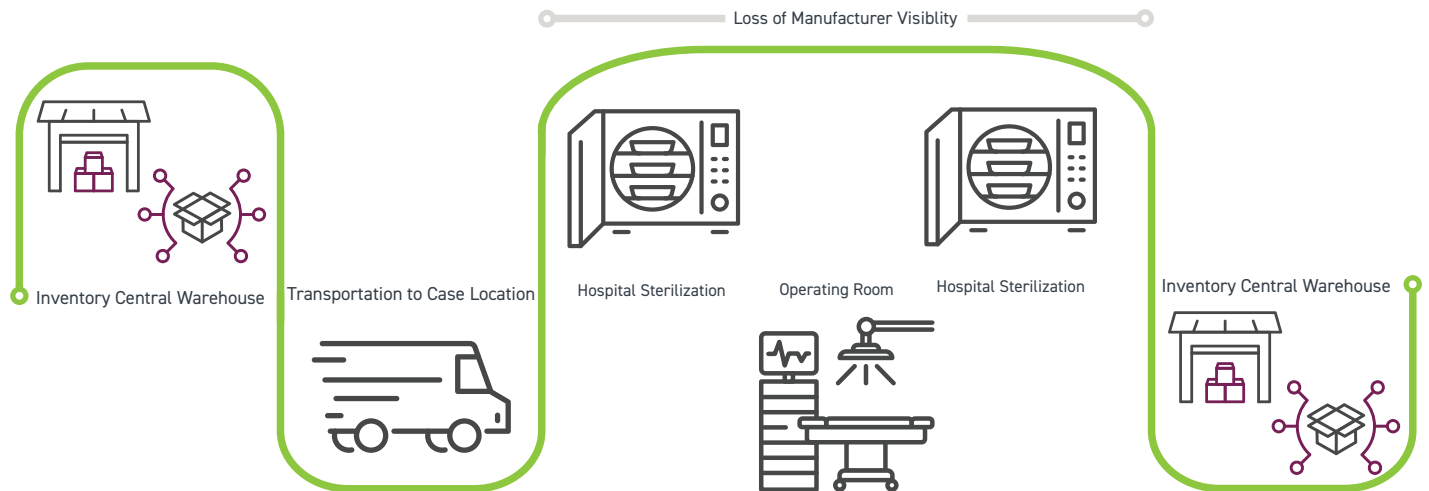 Loss of Manufacturer Visiblity
Inventory Central Warehouse
Transportation to Case Location
Hospital Sterilization
Operating Room
Hospital Sterilization
Inventory Central Warehouse